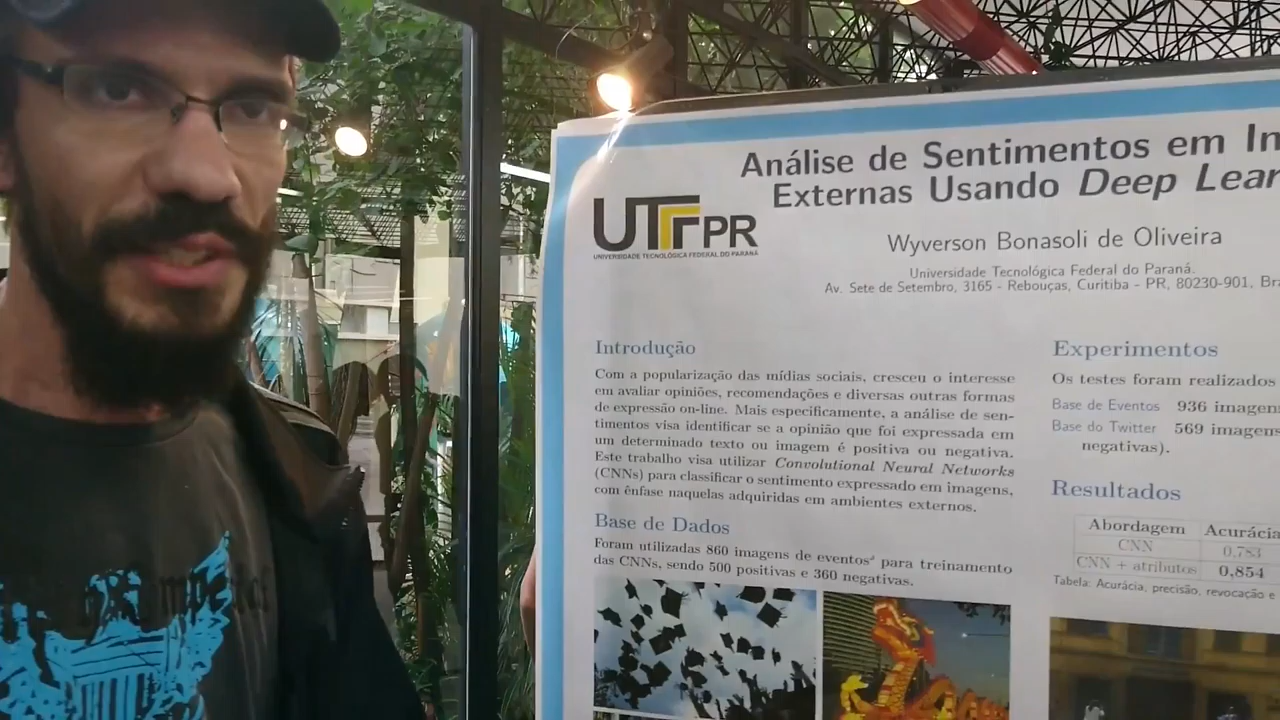 Análise de Sentimentos em
Externas Usando Deep
UTFPR
UNIVERSIDADE TECNOLÓGICA FEDERAL DO PARANÁ
Wyverson Bonasoli de Oliveira
Universidade Tecnológica Federal do Paraná.
Av. Sete de Setembro, 3165 - Rebouças, Curitiba - PR, 80230-901,
Introdução
Com a popularização das mídias sociais, cresceu o interesse
em avaliar opiniões, recomendações e diversas outras formas
de expressão on-line. Mais especificamente, a análise de sen-
timentos visa identificar se a opinião que foi expressada em
um determinado texto ou imagem é positiva ou negativa.
Este trabalho visa utilizar Convolutional Neural Networks
(CNNs) para classificar o sentimento expressado em imagens,
com ênfase naquelas adquiridas em ambientes externos.
Base de Dados
Foram utilizadas 860 imagens de eventos para treinamento
das CNNs, sendo 500 positivas e 360 negativas.
Experimentos
Os testes foram realizados
Base de Eventos 936
Base do Twitter 569
negativas).
Resultados
Abordagem Acurácia
CNN 0,783
CNN + atributos 0,854
Tabela: Acurácia, precisão, revocação e